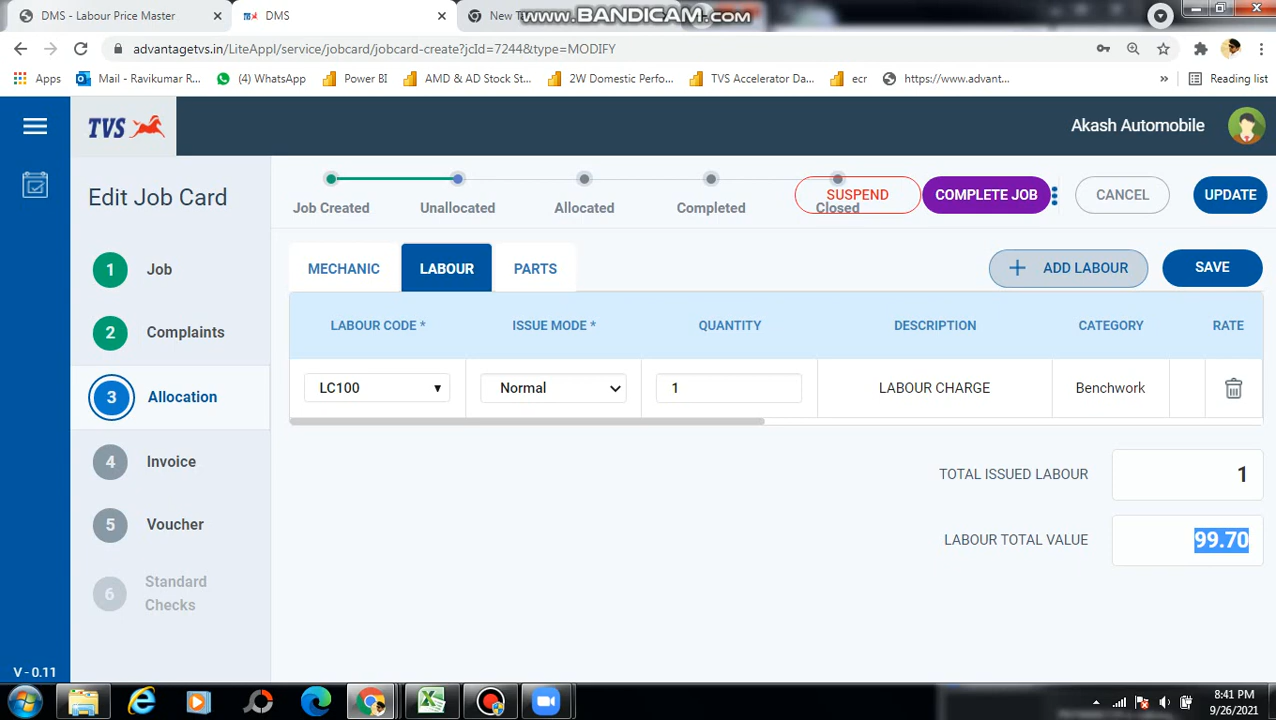 DMS - Labour Price Master
DMS
New T
www.BANDICAM.com
advantagetvs.in/LiteAppl/service/jobcard/jobcard-create?jcId=7244&type=MODIFY
Apps
Mail - Ravikumar R...
(4) WhatsApp
Power BI
AMD & AD Stock St...
2W Domestic Perfo...
TVS Accelerator Da...
ecr
https://www.advant...
»
Reading list
TVS
Akash Automobile
Edit Job Card
Job Created
Unallocated
Allocated
Completed
Closed
SUSPEND
COMPLETE JOB
CANCEL
UPDATE
1 Job
2 Complaints
3 Allocation
4 Invoice
5 Voucher
6 Standard
Checks
MECHANIC
LABOUR
PARTS
+ ADD LABOUR
SAVE
LABOUR CODE * ISSUE MODE * QUANTITY DESCRIPTION CATEGORY RATE
LC100 Normal 1 LABOUR CHARGE Benchwork
TOTAL ISSUED LABOUR 1
LABOUR TOTAL VALUE 99.70
V - 0.11
8:41 PM
9/26/2021